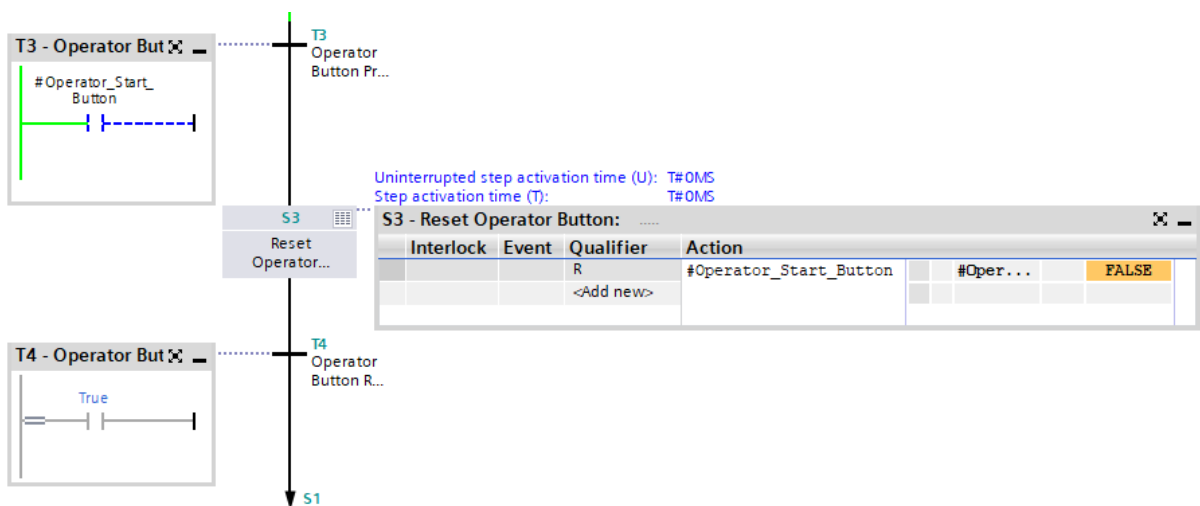 T3 - Operator But
#Operator_Start_
Button
T3
Operator
Button Pr...
Uninterrupted step activation time (U): T#0MS
Step activation time (T): T#0MS
S3
Reset
Operator...
S3 - Reset Operator Button: .....
Interlock Event Qualifier Action
R #Operator_Start_Button #Oper... FALSE
<Add new>
T4 - Operator But
True
T4
Operator
Button R...
S1